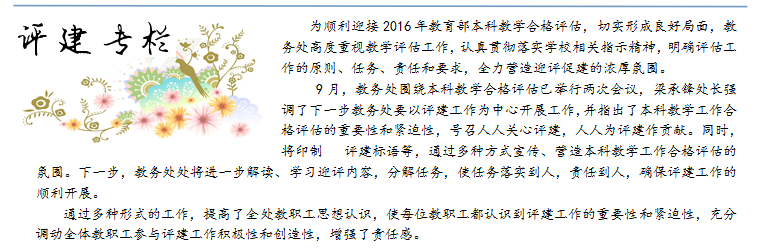 评建专栏
为顺利迎接2016年教育部本科教学合格评估，切实形成良好局面，教
务处高度重视教学评估工作，认真贯彻落实学校相关指示精神，明确评估工
作的原则、任务、责任和要求，全力营造迎评促建的浓厚氛围。
9月，教务处围绕本科教学合格评估已举行两次会议，梁承锋处长强
调了下一步教务处要以评建工作为中心开展工作，并指出了本科教学工作合
格评估的重要性和紧迫性，号召人人关心评建，人人为评建作贡献。同时，
将印制 评建标语等，通过多种方式宣传、营造本科教学工作合格评估的
氛围。下一步，教务处处将进一步解读、学习迎评内容，分解任务，使任务落实到人，责任到人，确保评建工作的
顺利开展。
通过多种形式的工作，提高了全处教职工思想认识，使每位教职工都认识到评建工作的重要性和紧迫性，充分
调动全体教职工参与评建工作积极性和创造性，增强了责任感。